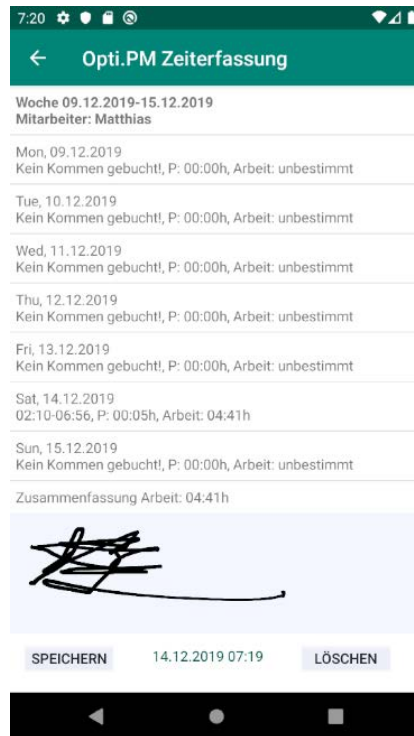 7:20
Opti.PM Zeiterfassung
Woche 09.12.2019-15.12.2019
Mitarbeiter: Matthias
Mon, 09.12.2019
Kein Kommen gebucht!, P: 00:00h, Arbeit: unbestimmt
Tue, 10.12.2019
Kein Kommen gebucht!, P: 00:00h, Arbeit: unbestimmt
Wed, 11.12.2019
Kein Kommen gebucht!, P: 00:00h, Arbeit: unbestimmt
Thu, 12.12.2019
Kein Kommen gebucht!, P: 00:00h, Arbeit: unbestimmt
Fri, 13.12.2019
Kein Kommen gebucht!, P: 00:00h, Arbeit: unbestimmt
Sat, 14.12.2019
02:10-06:56, P: 00:05h, Arbeit: 04:41h
Sun, 15.12.2019
Kein Kommen gebucht!, P: 00:00h, Arbeit: unbestimmt
Zusammenfassung Arbeit: 04:41h
SPEICHERN 14.12.2019 07:19 LÖSCHEN